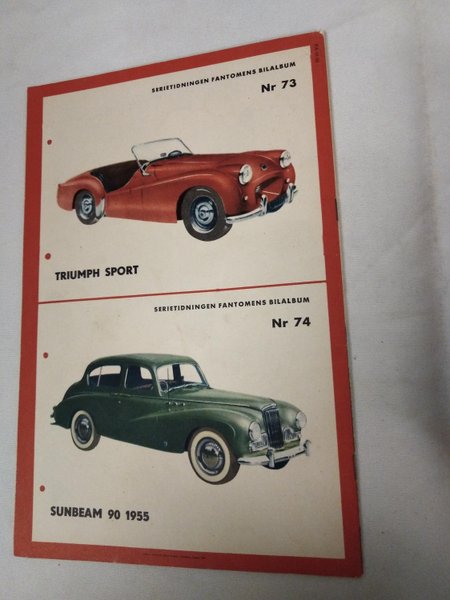 SERIETIDNINGEN FANTOMENS BILALBUM
Nr 73
TRIUMPH SPORT
SERIETIDNINGEN FANTOMENS BILALBUM
Nr 74
SUNBEAM 90 1955